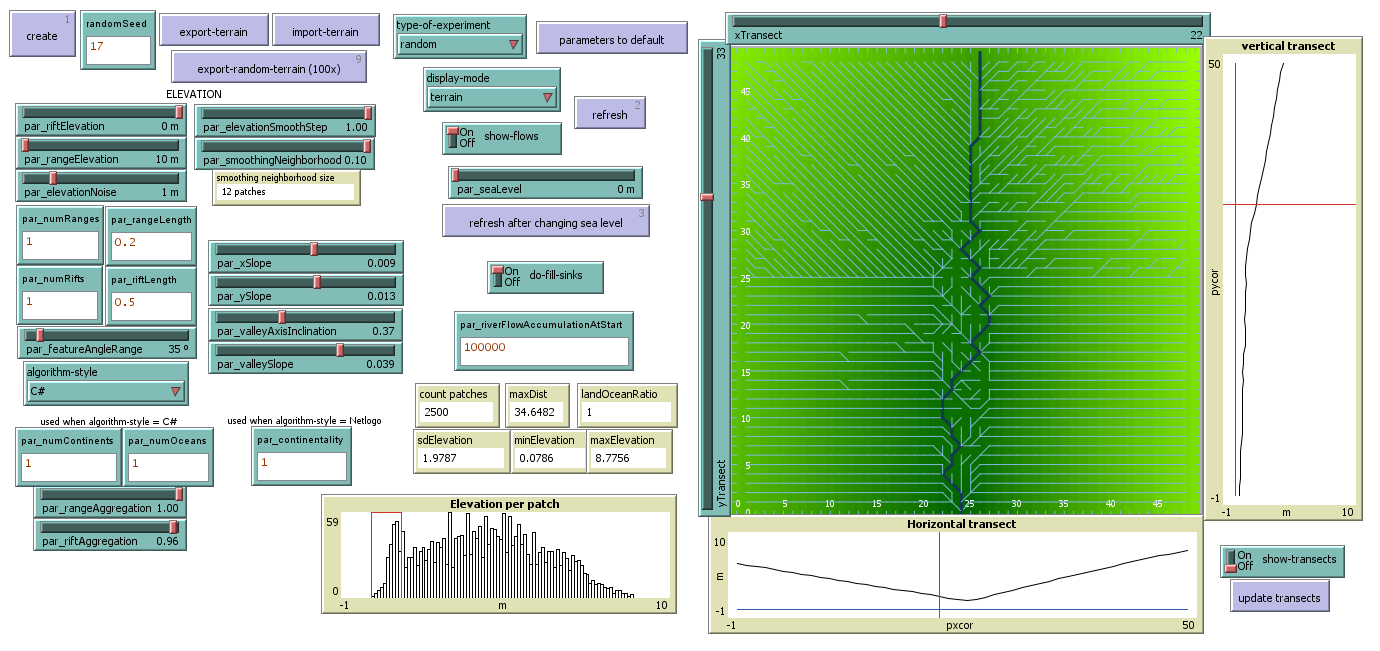 create
1
randomSeed
17
export-terrain
import-terrain
export-random-terrain (100x)
9
type-of-experiment
random
parameters to default
display-mode
terrain
refresh
2
On
Off
show-flows
par_seaLevel 0 m
refresh after changing sea level
3
On
Off
do-fill-sinks
par_riverFlowAccumulationAtStart
100000
ELEVATION
par_riftElevation 0 m
par_rangeElevation 10 m
par_elevationNoise 1 m
par_elevationSmoothStep 1.00
par_smoothingNeighborhood 0.10
smoothing neighborhood size
12 patches
par_numRanges
1
par_rangeLength
0.2
par_numRifts
1
par_riftLength
0.5
par_featureAngleRange 35 º
par_xSlope 0.009
par_ySlope 0.013
par_valleyAxisInclination 0.37
par_valleySlope 0.039
algorithm-style
C#
used when algorithm-style = C#
par_numContinents
1
par_numOceans
1
par_rangeAggregation 1.00
par_riftAggregation 0.96
used when algorithm-style = Netlogo
par_continentality
1
count patches
2500
maxDist
34.6482
landOceanRatio
1
sdElevation
1.9787
minElevation
0.0786
maxElevation
8.7756
Elevation per patch
59
0
-1
m
10
xTransect 22
33
yTransect
45
40
35
30
25
20
15
10
5
0
0 5 10 15 20 25 30 35 40 45
vertical transect
50
pycor
-1
-1
m
10
Horizontal transect
10
m
-1
-1
pxcor
50
On
Off
show-transects
update transects